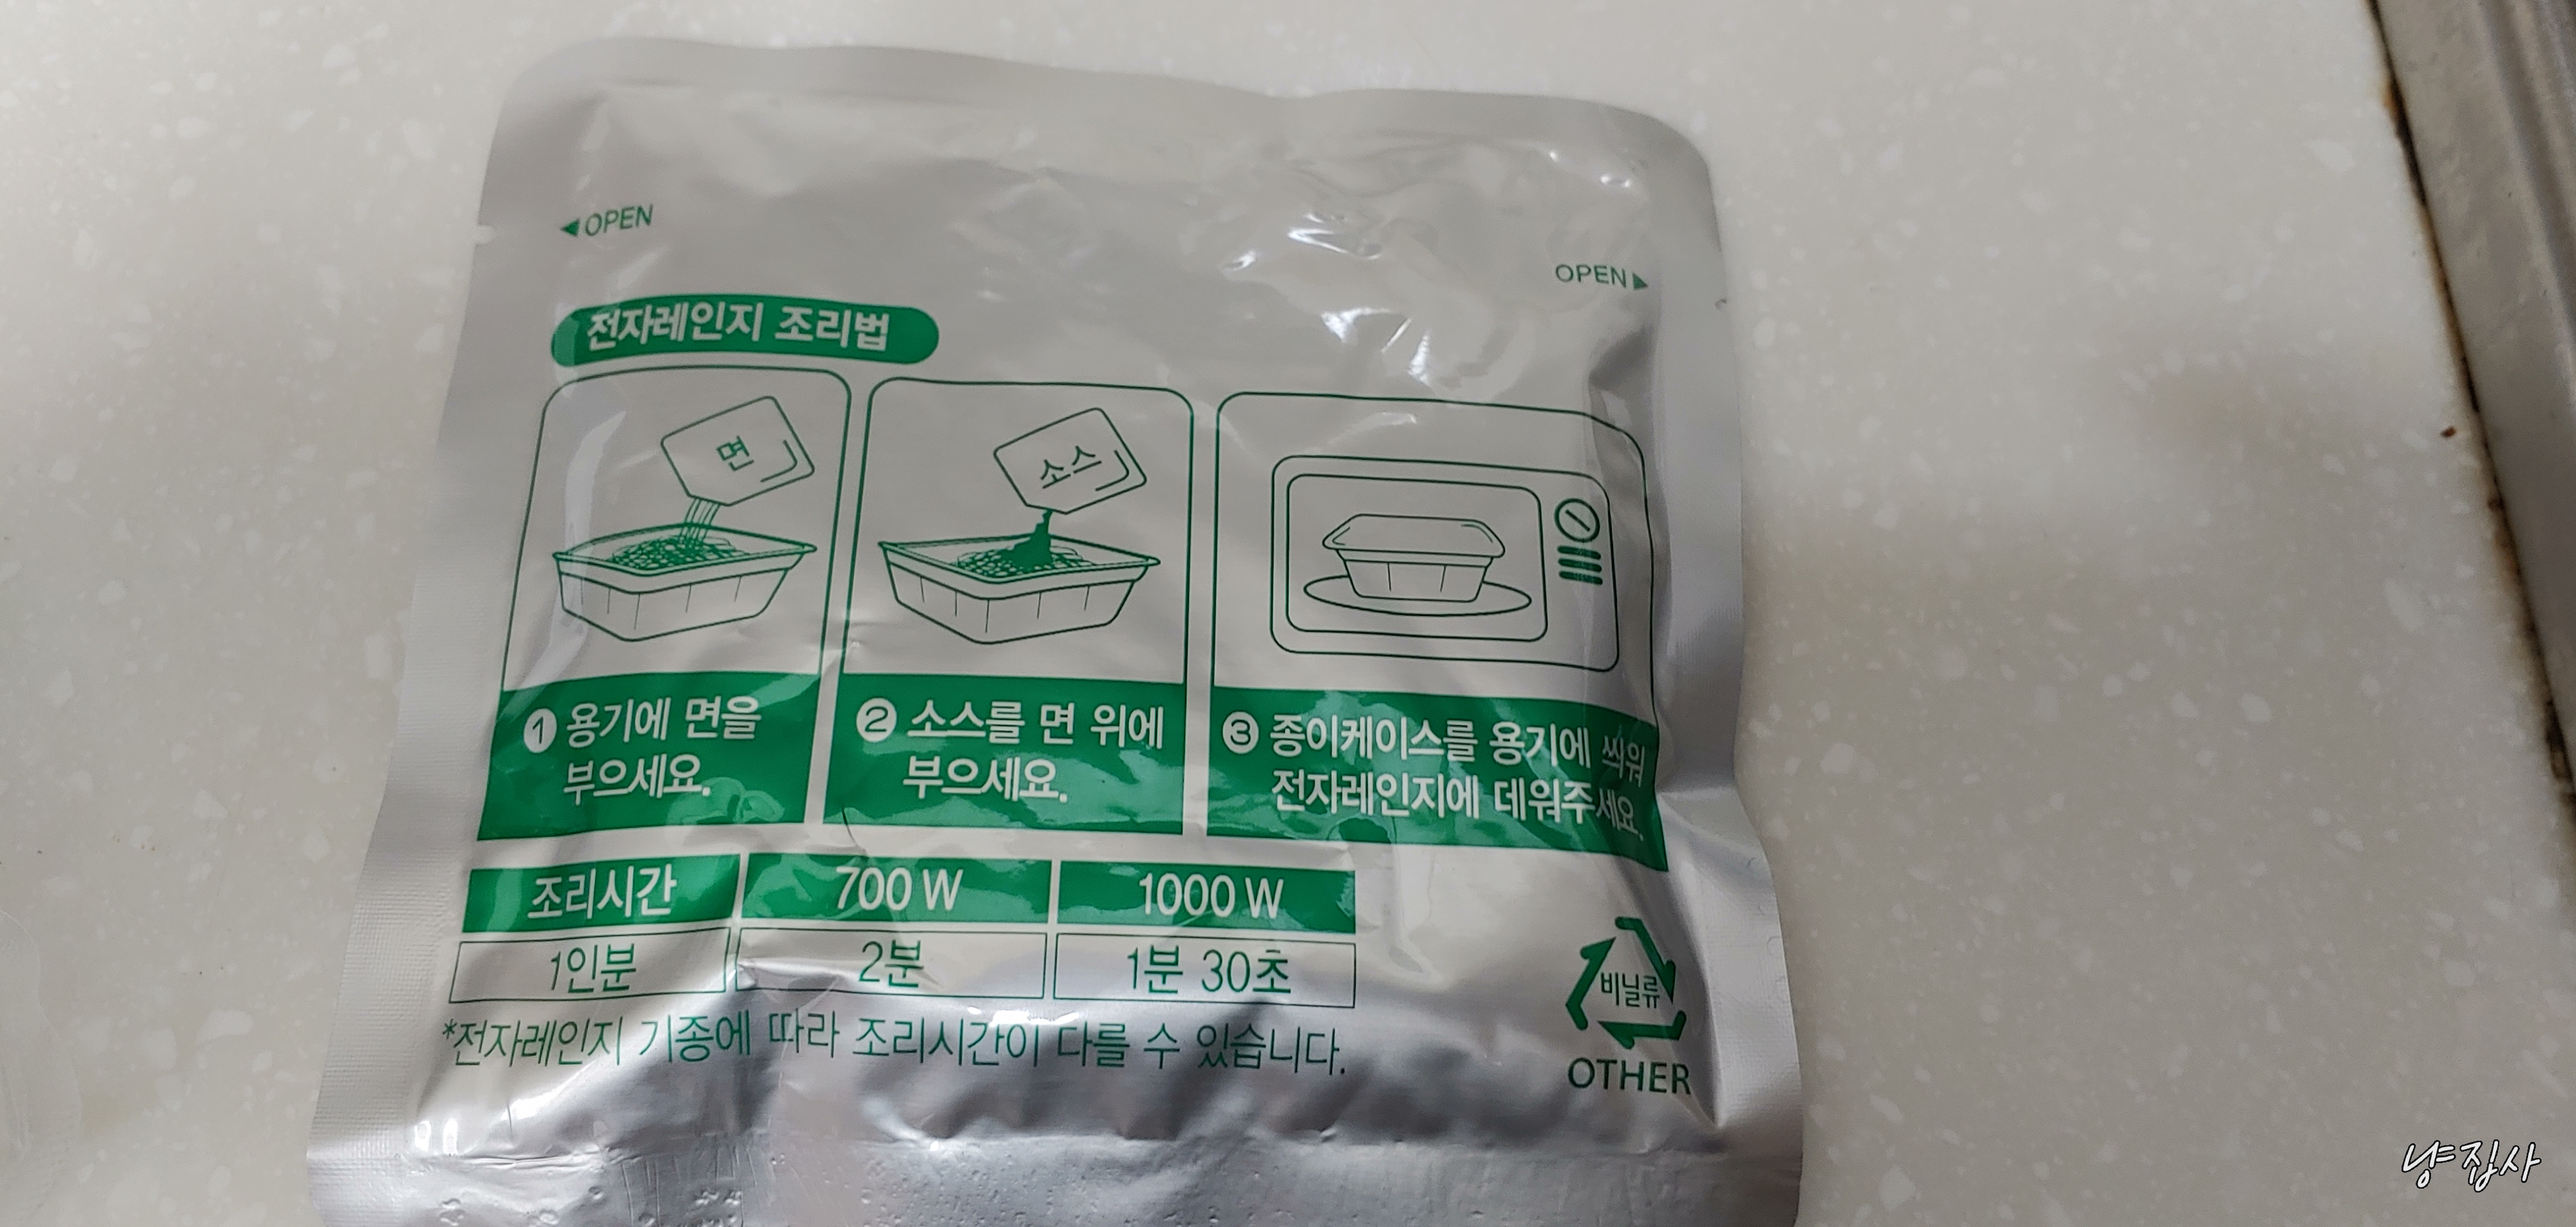 ◀OPEN
OPEN▶
전자레인지 조리법
면
소스
① 용기에 면을
부으세요.
② 소스를 면 위에
부으세요.
③ 종이케이스를 용기에 씌워
전자레인지에 데워주세요.
조리시간 700 W 1000 W
1인분 2분 1분 30초
*전자레인지 기종에 따라 조리시간이 다를 수 있습니다.
비닐류
OTHER
냥집사